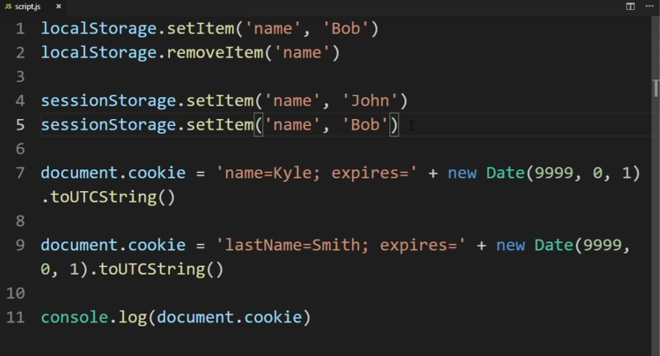 JS script.js ×
1 localStorage.setItem('name', 'Bob')
2 localStorage.removeItem('name')
3
4 sessionStorage.setItem('name', 'John')
5 sessionStorage.setItem('name', 'Bob')
6
7 document.cookie = 'name=Kyle; expires=' + new Date(9999, 0, 1)
.toUTCString()
8
9 document.cookie = 'lastName=Smith; expires=' + new Date(9999,
0, 1).toUTCString()
10
11 console.log(document.cookie)